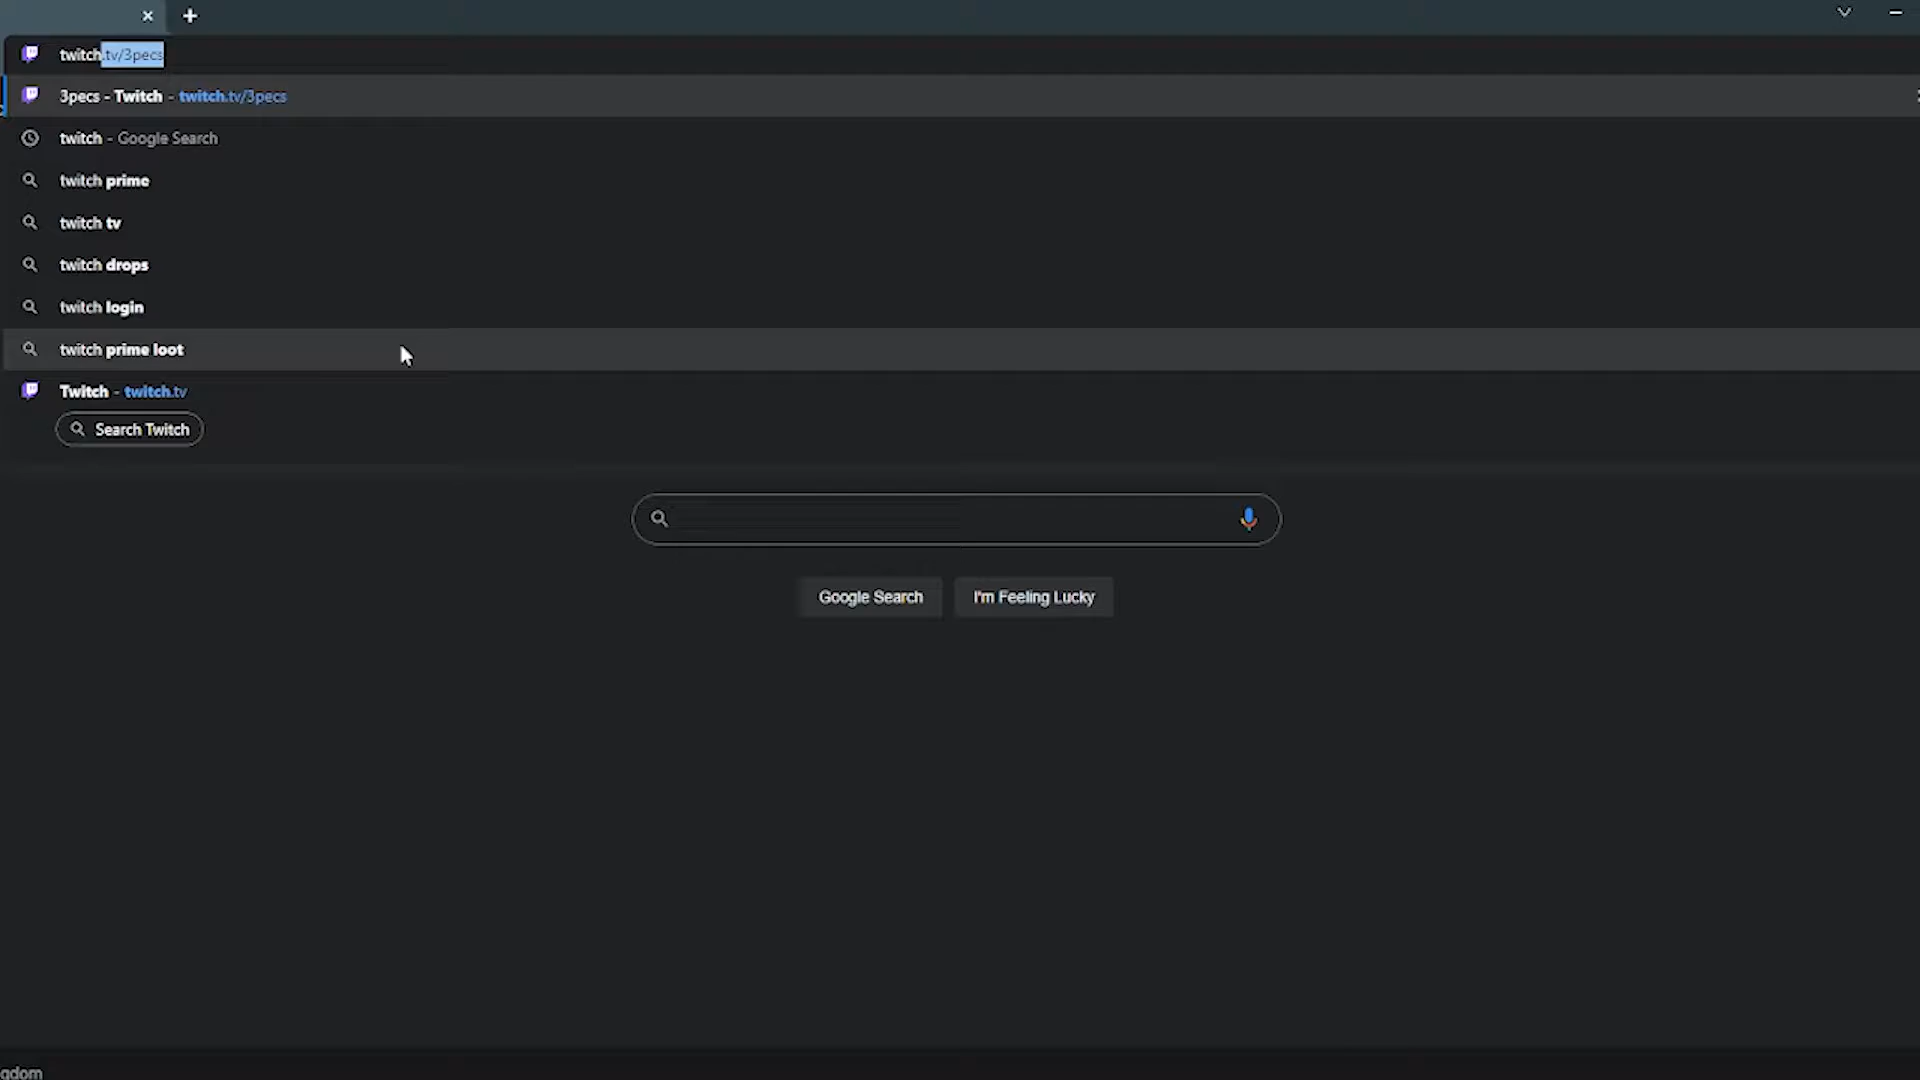 twitch.tv/3pecs
3pecs - Twitch - twitch.tv/3pecs
twitch - Google Search
twitch prime
twitch tv
twitch drops
twitch login
twitch prime loot
Twitch - twitch.tv
Search Twitch
Google Search
I'm Feeling Lucky
gdom